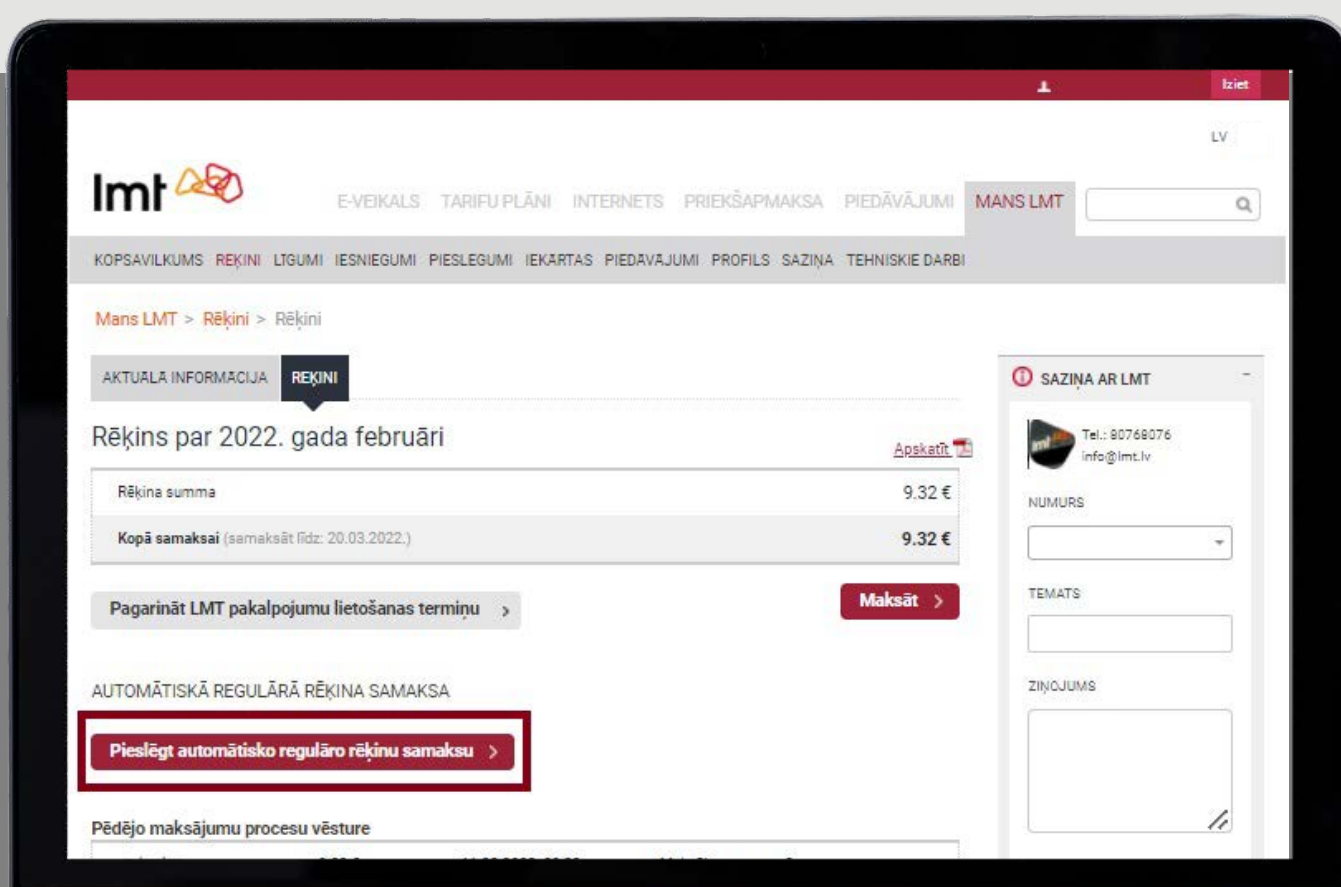 Iziet
LV
lmt
E-VEIKALS TARIFU PLĀNI INTERNETS PRIEKŠAPMAKSA PIEDĀVĀJUMI MANS LMT
KOPSAVILKUMS RĒĶINI LĪGUMI IESNIEGUMI PIESLĒGUMI IEKĀRTAS PIEDĀVĀJUMI PROFILS SAZIŅA TEHNISKIE DARBI
Mans LMT > Rēķini > Rēķini
AKTUĀLĀ INFORMĀCIJA RĒĶINI
Rēķins par 2022. gada februāri
Apskatīt
Rēķina summa 9.32 €
Kopā samaksai (samaksāt līdz: 20.03.2022.) 9.32 €
Pagarināt LMT pakalpojumu lietošanas termiņu >
Maksāt >
AUTOMĀTISKĀ REGULĀRĀ RĒĶINA SAMAKSA
Pieslēgt automātisko regulāro rēķinu samaksu >
Pēdējo maksājumu procesu vēsture
SAZIŅA AR LMT -
Tel.: 80768076
info@lmt.lv
NUMURS
TEMATS
ZIŅOJUMS